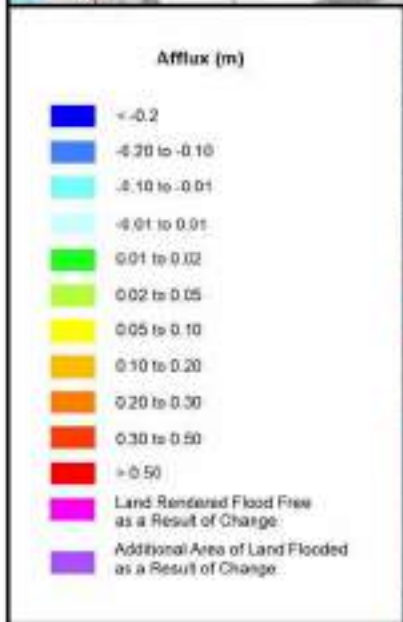 Afflux (m)
< -0.2
-0.20 to -0.10
-0.10 to -0.01
-0.01 to 0.01
0.01 to 0.02
0.02 to 0.05
0.05 to 0.10
0.10 to 0.20
0.20 to 0.30
0.30 to 0.50
> 0.50
Land Rendered Flood Free
as a Result of Change
Additional Area of Land Flooded
as a Result of Change